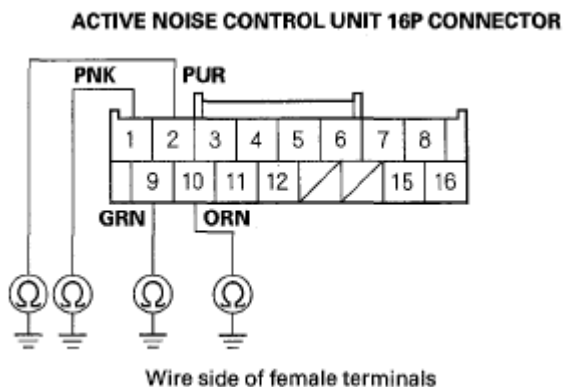 ACTIVE NOISE CONTROL UNIT 16P CONNECTOR
PNK PUR
1 2 3 4 5 6 7 8
9 10 11 12 15 16
GRN ORN
Ω Ω Ω Ω
Wire side of female terminals